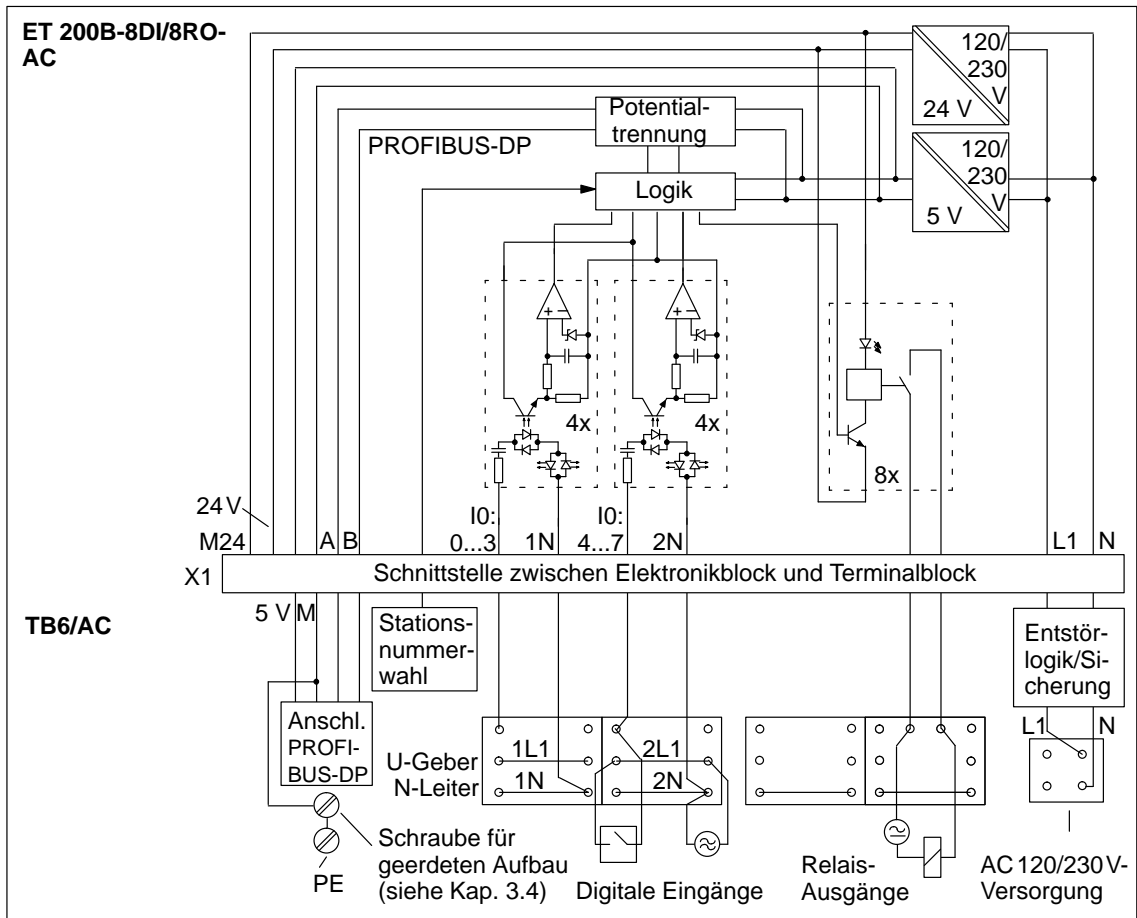 ET 200B-8DI/8RO-
AC
120/
230
V
24 V
Potential-
trennung
PROFIBUS-DP
120/
230
V
5 V
Logik
+ −
+ −
4x
4x
8x
24 V
M24
A B
I0:
0...3
1N
I0:
4...7
2N
L1 N
X1
Schnittstelle zwischen Elektronikblock und Terminalblock
5 V M
TB6/AC
Stations-
nummer-
wahl
Entstör-
logik/Si-
cherung
Anschl.
PROFI-
BUS-DP
L1 N
U-Geber
N-Leiter
1L1
1N
2L1
2N
PE
Schraube für
geerdeten Aufbau
(siehe Kap. 3.4)
Digitale Eingänge
Relais-
Ausgänge
AC 120/230 V-
Versorgung